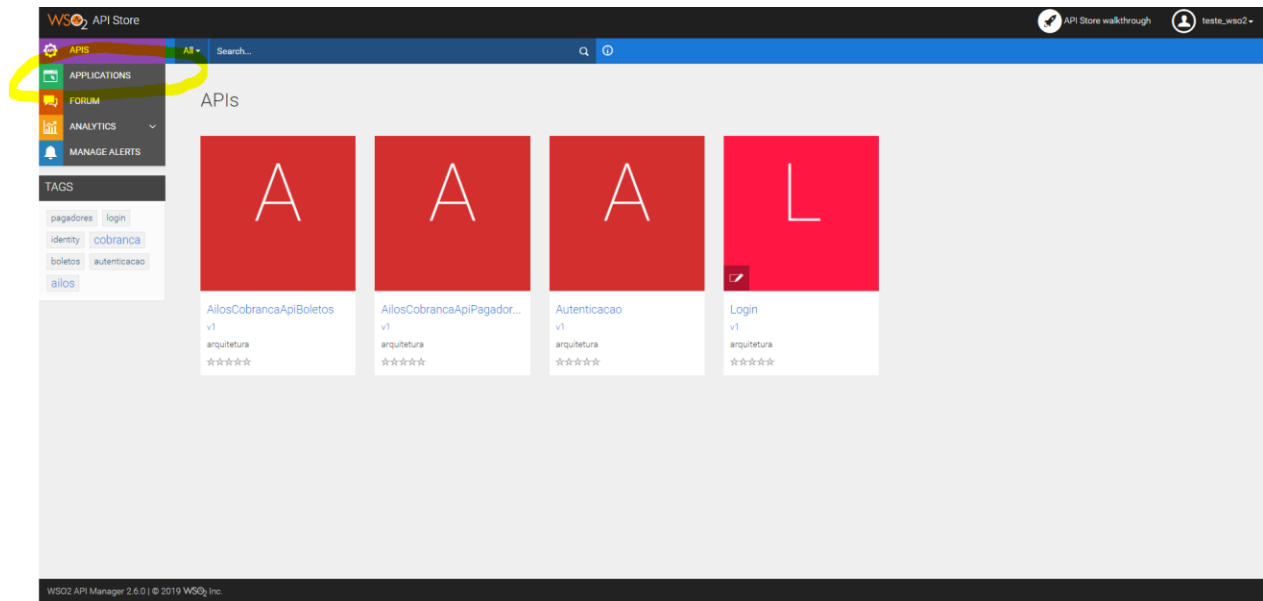 WSO2 API Store
API Store walkthrough
teste_wso2
APIS
All
Search...
APPLICATIONS
FORUM
ANALYTICS
MANAGE ALERTS
TAGS
pagadores login
identity cobranca
boletos autenticacao
ailos
APIs
A
A
A
L
AilosCobrancaApiBoletos
v1
arquitetura
AilosCobrancaApiPagador...
v1
arquitetura
Autenticacao
v1
arquitetura
Login
v1
arquitetura
WSO2 API Manager 2.6.0 | © 2019 WSO2 Inc.